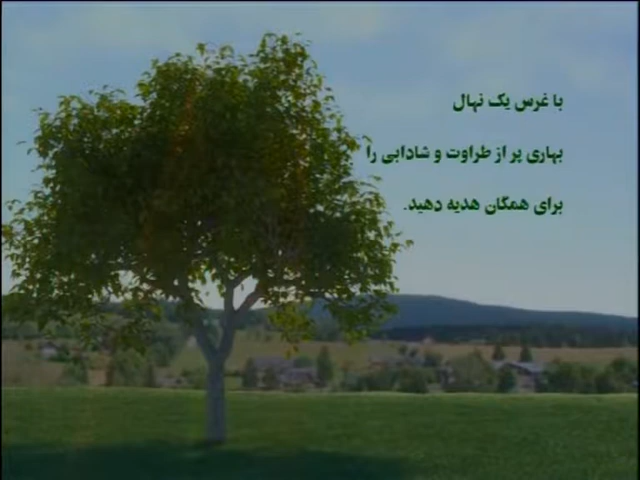 با غرس یک نهال
بهاری پر از طراوت و شادابی را
برای همگان هدیه دهید.